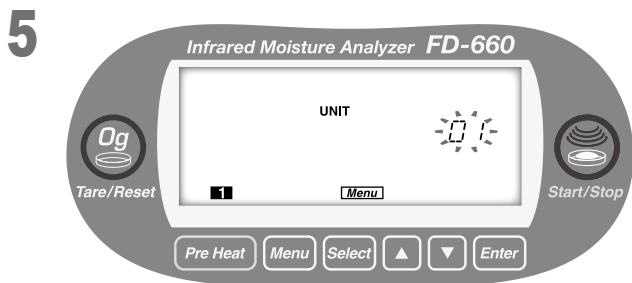 5
Infrared Moisture Analyzer FD-660
UNIT
01
0g
Tare/Reset
Start/Stop
1
Menu
Pre Heat Menu Select ▲ ▼ Enter